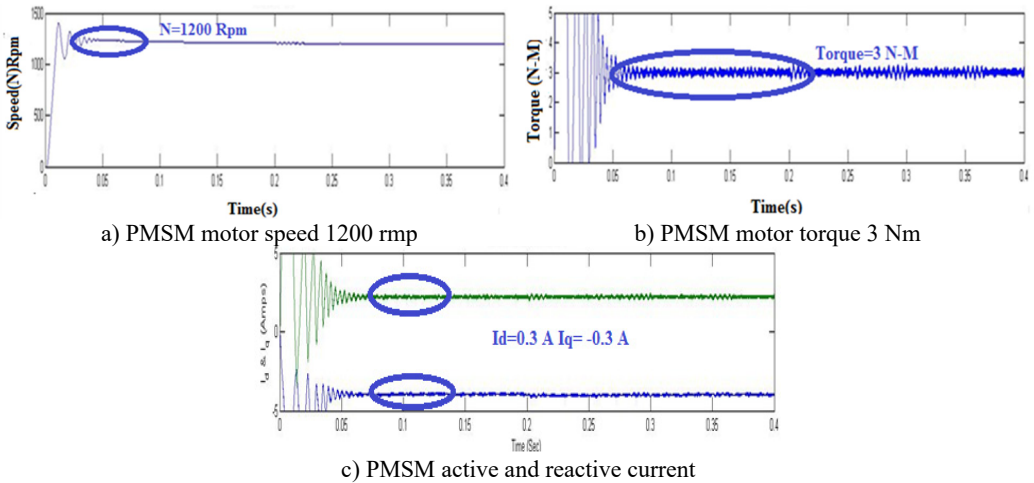 1500
N=1200 Rpm
1000
Speed(N)Rpm
500
0
0 0.05 0.1 0.15 0.2 0.25 0.3 0.35 0.4
Time(s)
a) PMSM motor speed 1200 rmp
5
4
Torque=3 N-M
3
Torque (N-M)
2
1
0
0 0.05 0.1 0.15 0.2 0.25 0.3 0.35 0.4
Time(s)
b) PMSM motor torque 3 Nm
5
0
-5
I_d & I_q (Amps)
Id=0.3 A Iq= -0.3 A
0 0.05 0.1 0.15 0.2 0.25 0.3 0.35 0.4
Time (Sec)
c) PMSM active and reactive current